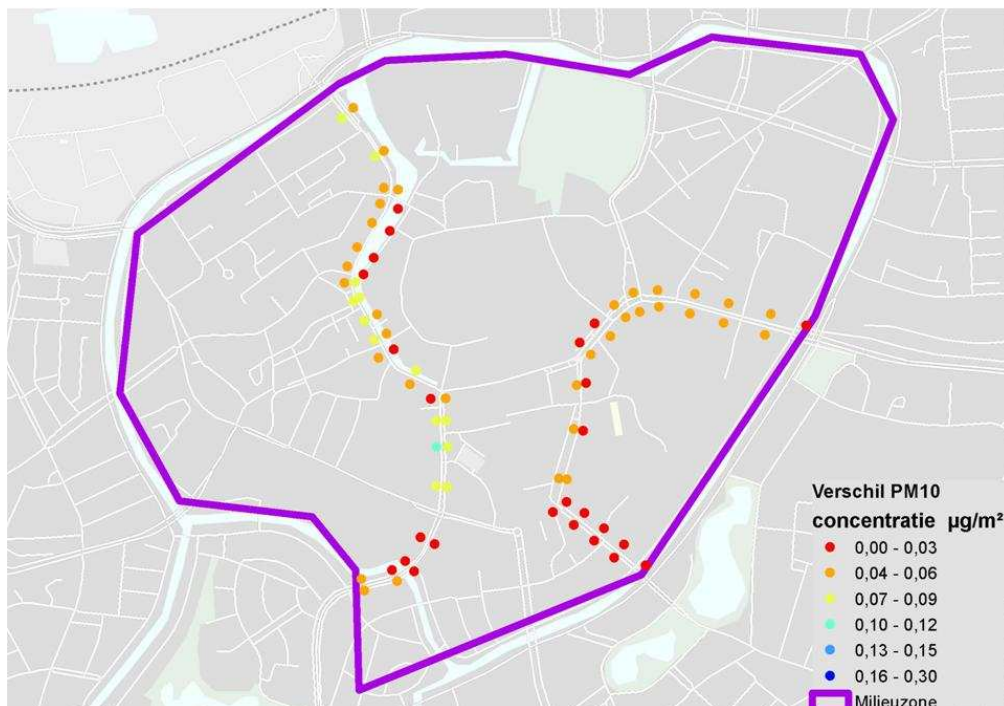 Verschil PM10
concentratie µg/m²
0,00 - 0,03
0,04 - 0,06
0,07 - 0,09
0,10 - 0,12
0,13 - 0,15
0,16 - 0,30
Milieuzone